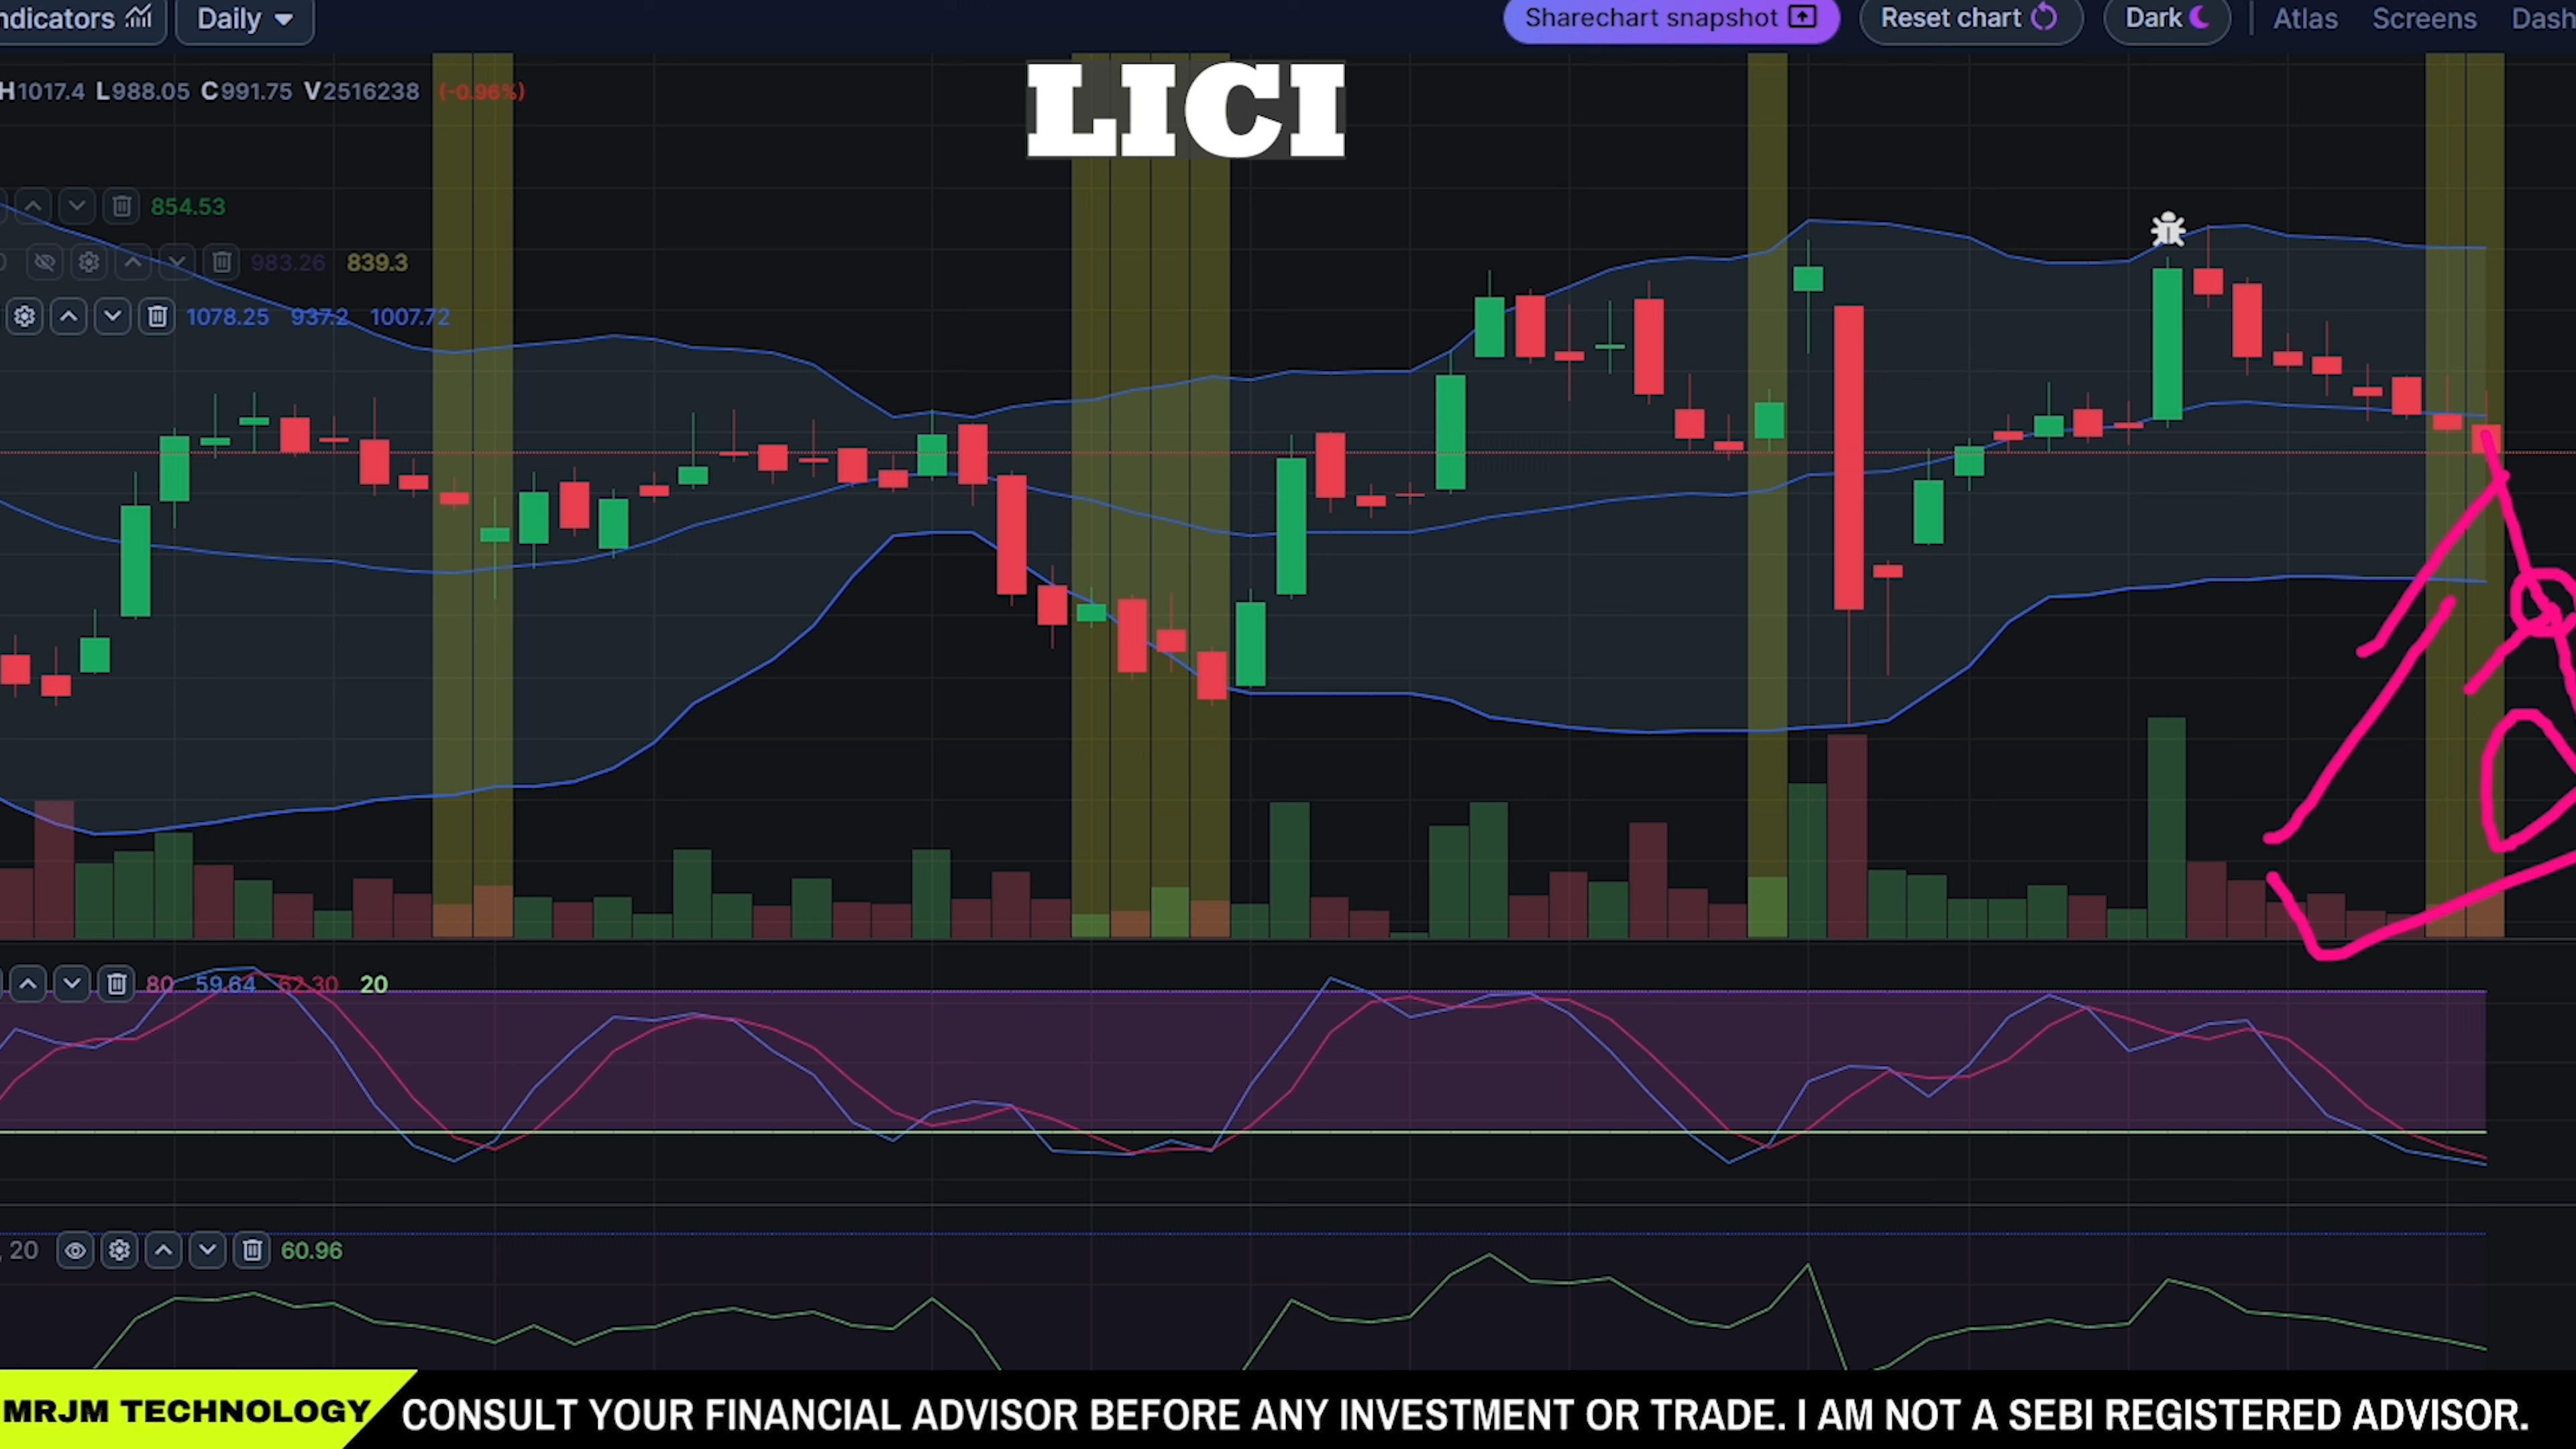 ndicators
Daily
Sharechart snapshot
Reset chart
Dark
Atlas
Screens
Dash
H1017.4 L988.05 C991.75 V2516238 (-0.96%)
LICI
854.53
983.26 839.3
1078.25 937.2 1007.72
80 59.64 62.30 20
20 60.96
MRJM TECHNOLOGY
CONSULT YOUR FINANCIAL ADVISOR BEFORE ANY INVESTMENT OR TRADE. I AM NOT A SEBI REGISTERED ADVISOR.